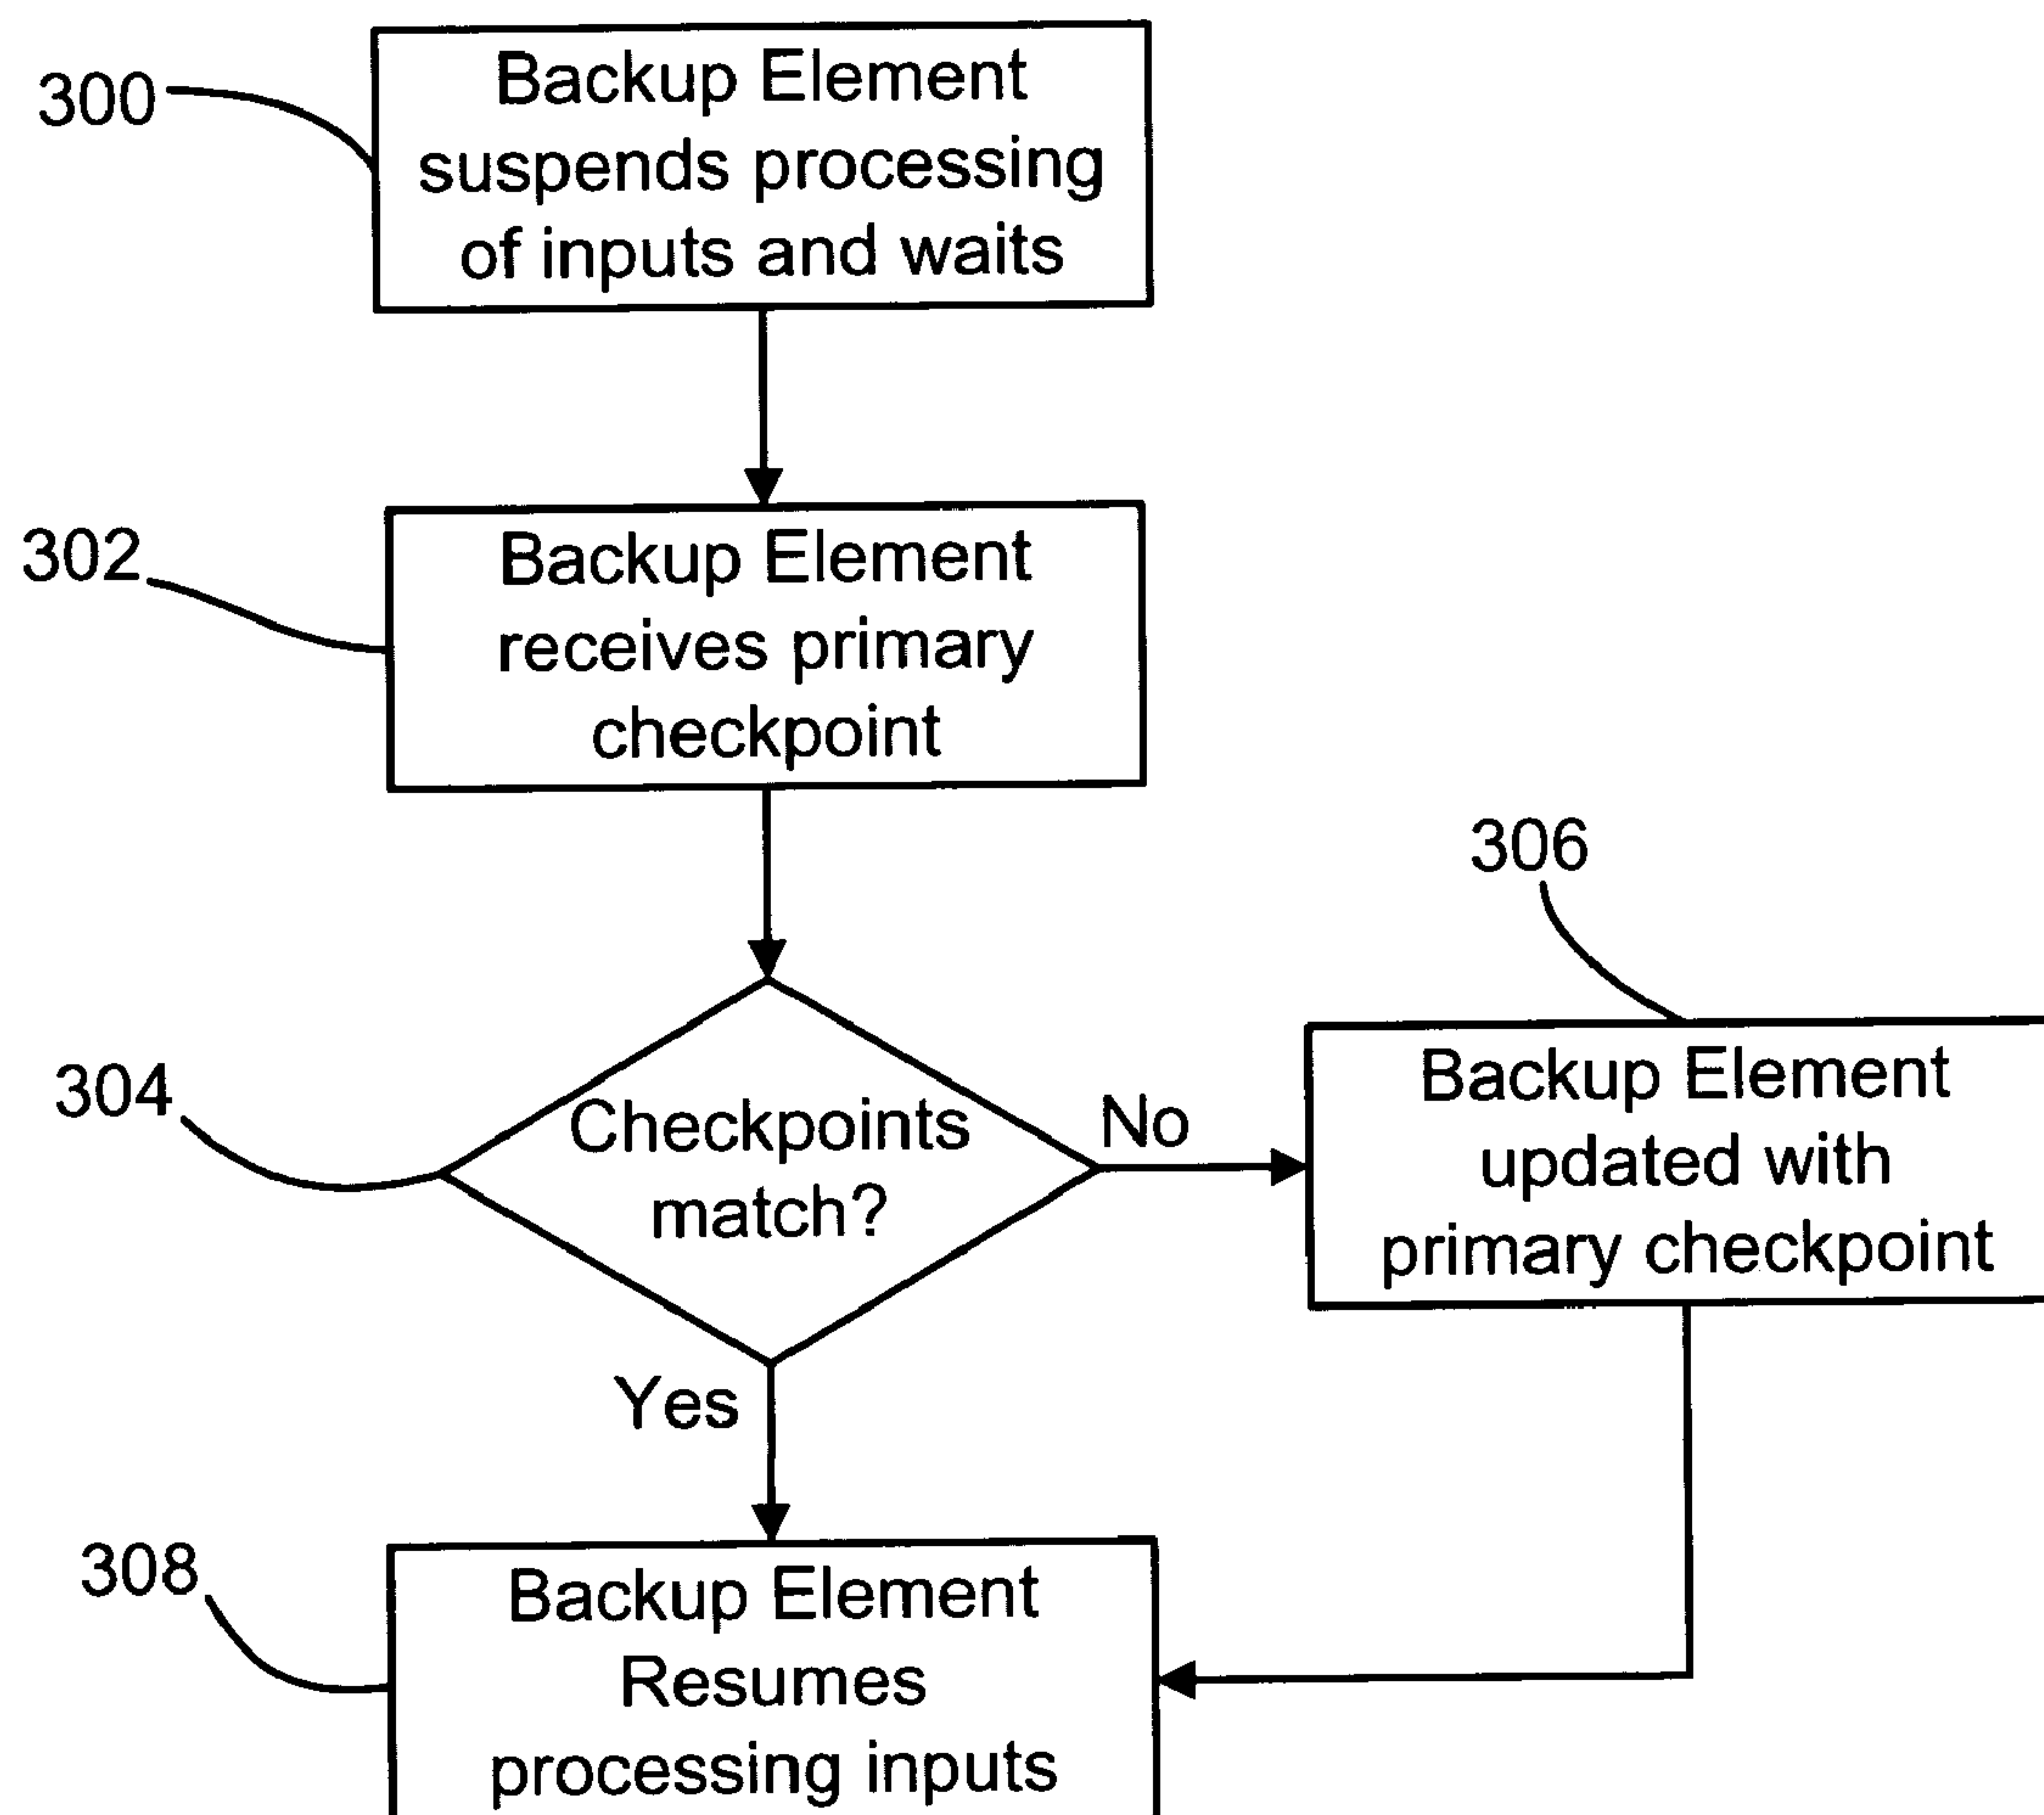 300
Backup Element
suspends processing
of inputs and waits
302
Backup Element
receives primary
checkpoint
304
Checkpoints
match?
No
306
Backup Element
updated with
primary checkpoint
Yes
308
Backup Element
Resumes
processing inputs